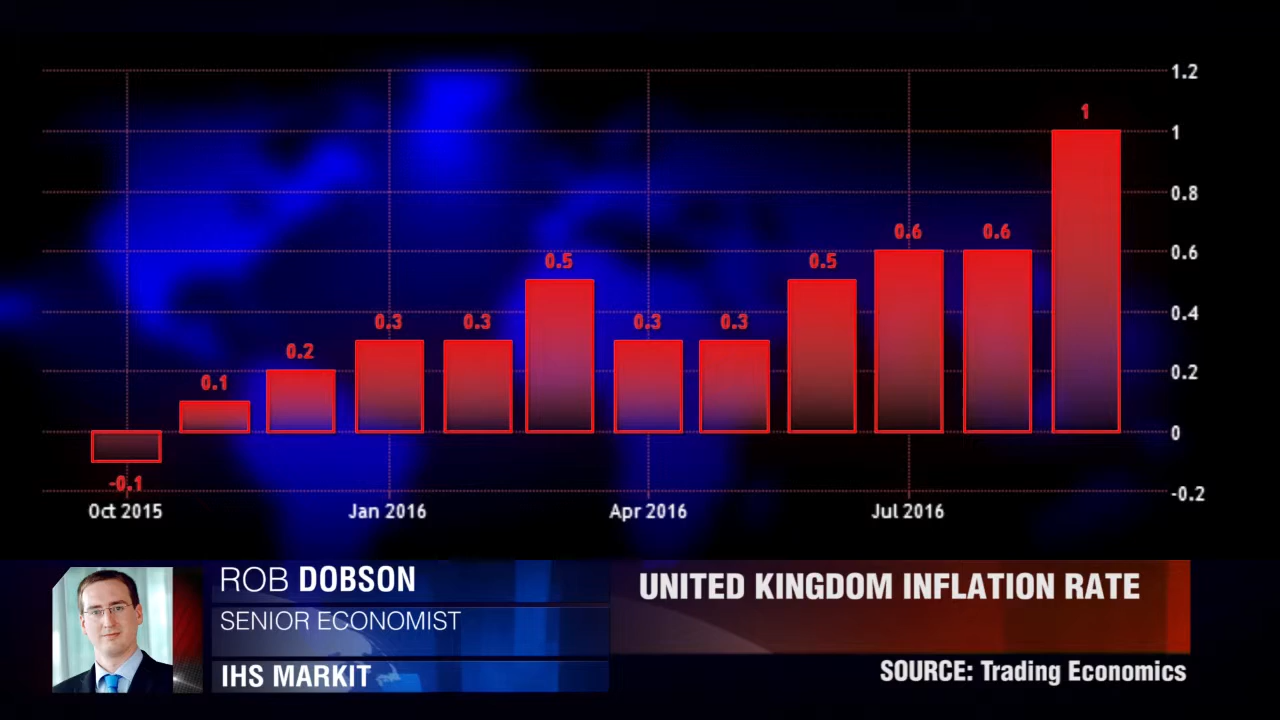 1.2
1
1
0.8
0.6
0.6
0.6
0.5
0.5
0.4
0.3
0.3
0.3
0.3
0.2
0.2
0.1
0
-0.1
-0.2
Oct 2015
Jan 2016
Apr 2016
Jul 2016
ROB DOBSON
SENIOR ECONOMIST
IHS MARKIT
UNITED KINGDOM INFLATION RATE
SOURCE: Trading Economics